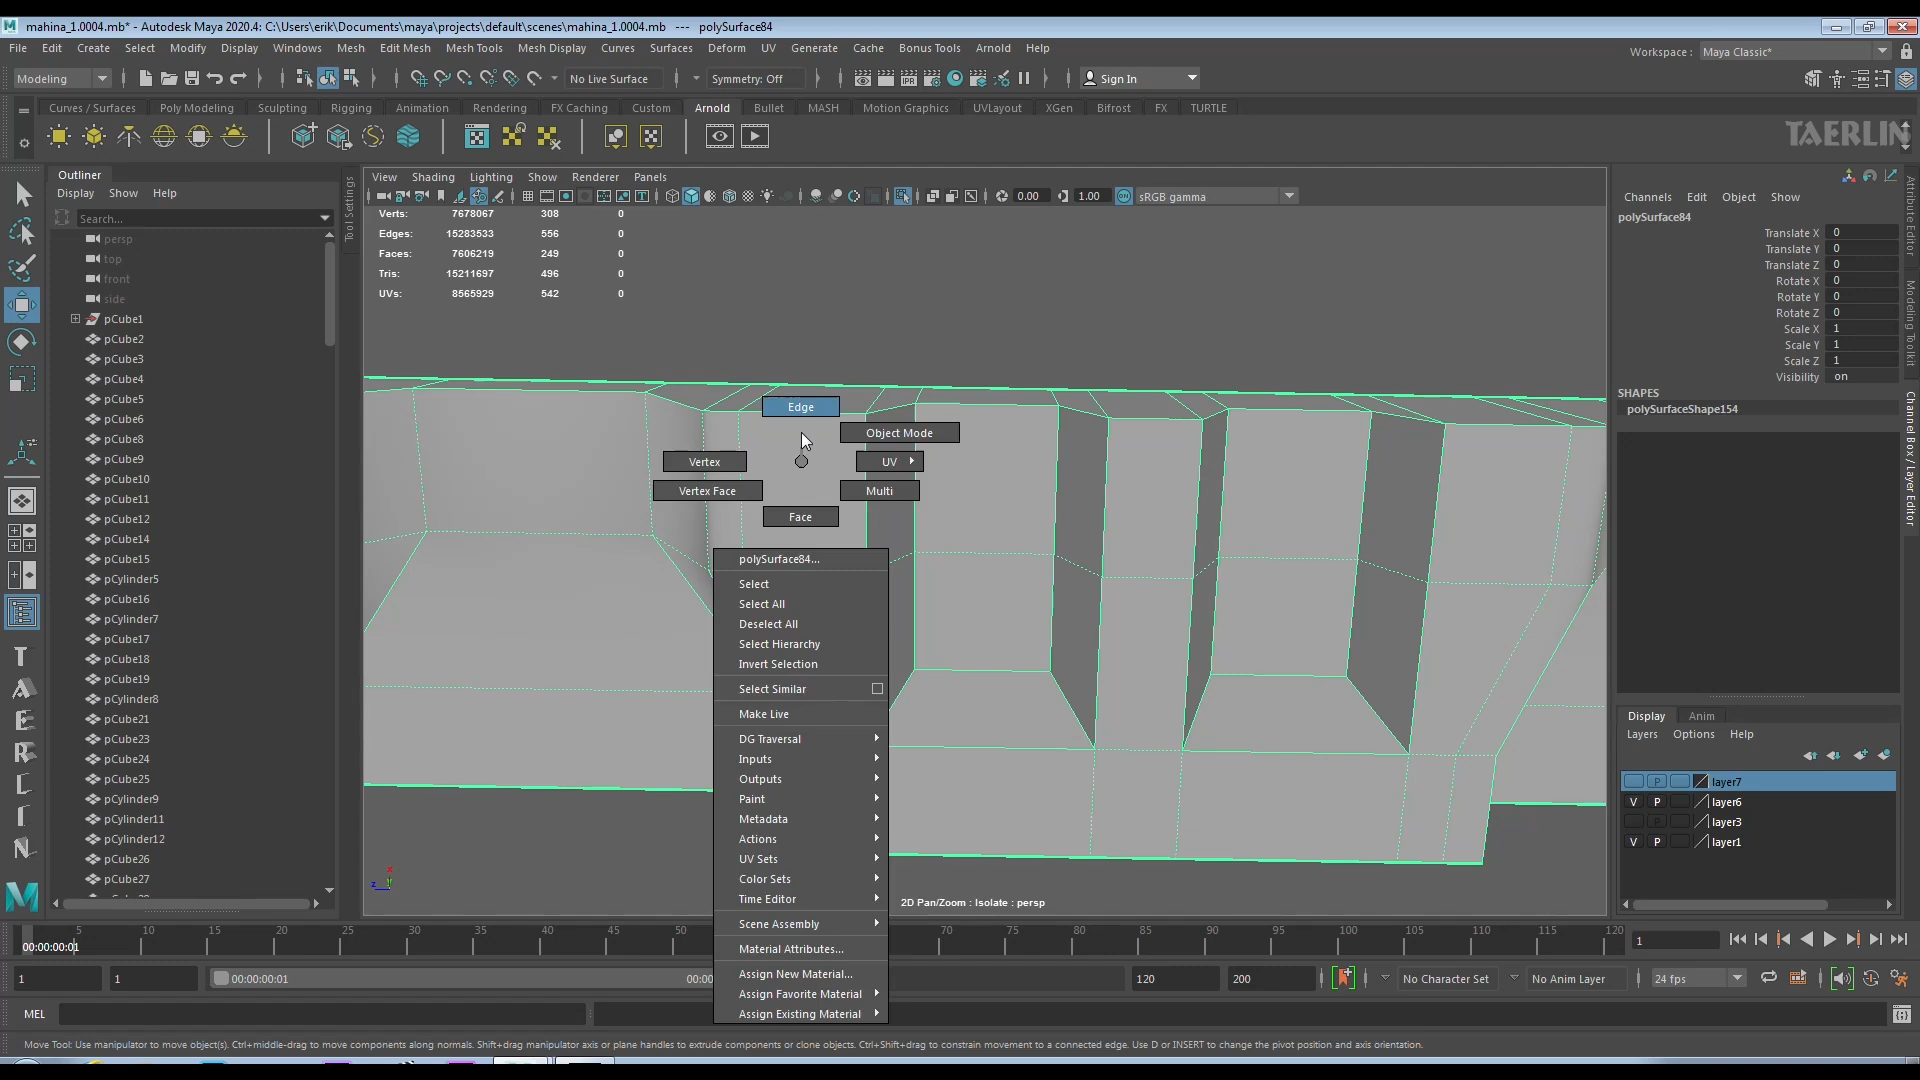 mahina_1.0004.mb* - Autodesk Maya 2020.4: C:\Users\erik\Documents\maya\projects\default\scenes\mahina_1.0004.mb --- polySurface84
File Edit Create Select Modify Display Windows Mesh Edit Mesh Mesh Tools Mesh Display Curves Surfaces Deform UV Generate Cache Bonus Tools Arnold Help
Workspace : Maya Classic*
Modeling
No Live Surface
Symmetry: Off
Sign In
Curves / Surfaces Poly Modeling Sculpting Rigging Animation Rendering FX Caching Custom Arnold Bullet MASH Motion Graphics UVLayout XGen Bifrost FX TURTLE
TAERLIN
Outliner
Display Show Help
Search...
persp
top
front
side
pCube1
pCube2
pCube3
pCube4
pCube5
pCube6
pCube8
pCube9
pCube10
pCube11
pCube12
pCube14
pCube15
pCylinder5
pCube16
pCylinder7
pCube17
pCube18
pCube19
pCylinder8
pCube21
pCube23
pCube24
pCube25
pCylinder9
pCylinder11
pCylinder12
pCube26
pCube27
Tool Settings
View Shading Lighting Show Renderer Panels
0.00
1.00
sRGB gamma
Verts: 7678067 308 0
Edges: 15283533 556 0
Faces: 7606219 249 0
Tris: 15211697 496 0
UVs: 8565929 542 0
Edge
Object Mode
Vertex
UV
Vertex Face
Multi
Face
polySurface84...
Select
Select All
Deselect All
Select Hierarchy
Invert Selection
Select Similar
Make Live
DG Traversal
Inputs
Outputs
Paint
Metadata
Actions
UV Sets
Color Sets
Time Editor
Scene Assembly
Material Attributes...
Assign New Material...
Assign Favorite Material
Assign Existing Material
2D Pan/Zoom : Isolate : persp
Channels Edit Object Show
polySurface84
Translate X 0
Translate Y 0
Translate Z 0
Rotate X 0
Rotate Y 0
Rotate Z 0
Scale X 1
Scale Y 1
Scale Z 1
Visibility on
SHAPES
polySurfaceShape154
Attribute Editor
Modeling Toolkit
Channel Box / Layer Editor
Display Anim
Layers Options Help
P layer7
V P layer6
layer3
V P layer1
5 10 15 20 25 30 35 40 45 50 70 75 80 85 90 95 100 105 110 115 120
00:00:00:01
1
1
1
00:00:00:01
00:00
120
200
No Character Set
No Anim Layer
24 fps
MEL
Move Tool: Use manipulator to move object(s). Ctrl+middle-drag to move components along normals. Shift+drag manipulator axis or plane handles to extrude components or clone objects. Ctrl+Shift+drag to constrain movement to a connected edge. Use D or INSERT to change the pivot position and axis orientation.